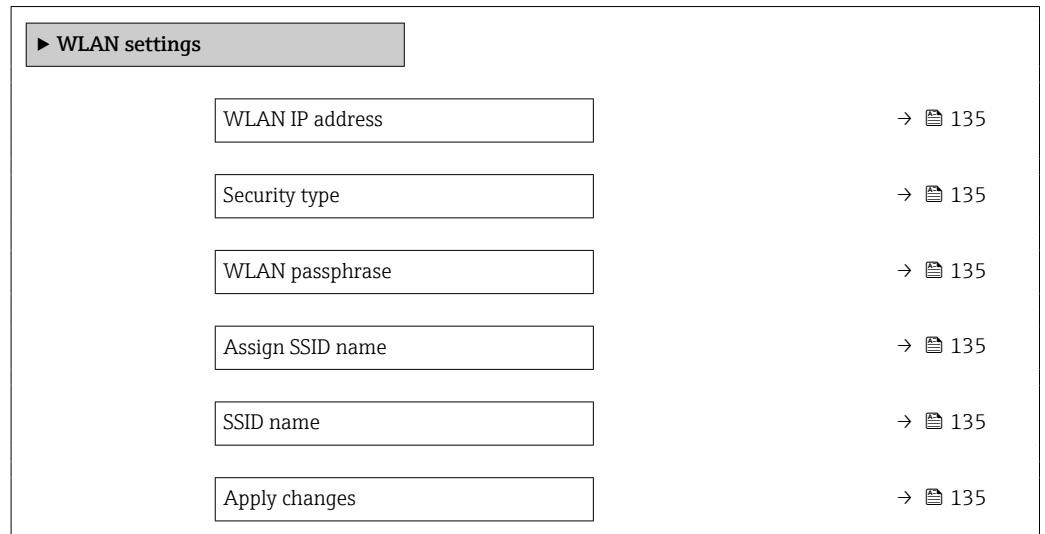 ▶ WLAN settings
WLAN IP address → 135
Security type → 135
WLAN passphrase → 135
Assign SSID name → 135
SSID name → 135
Apply changes → 135